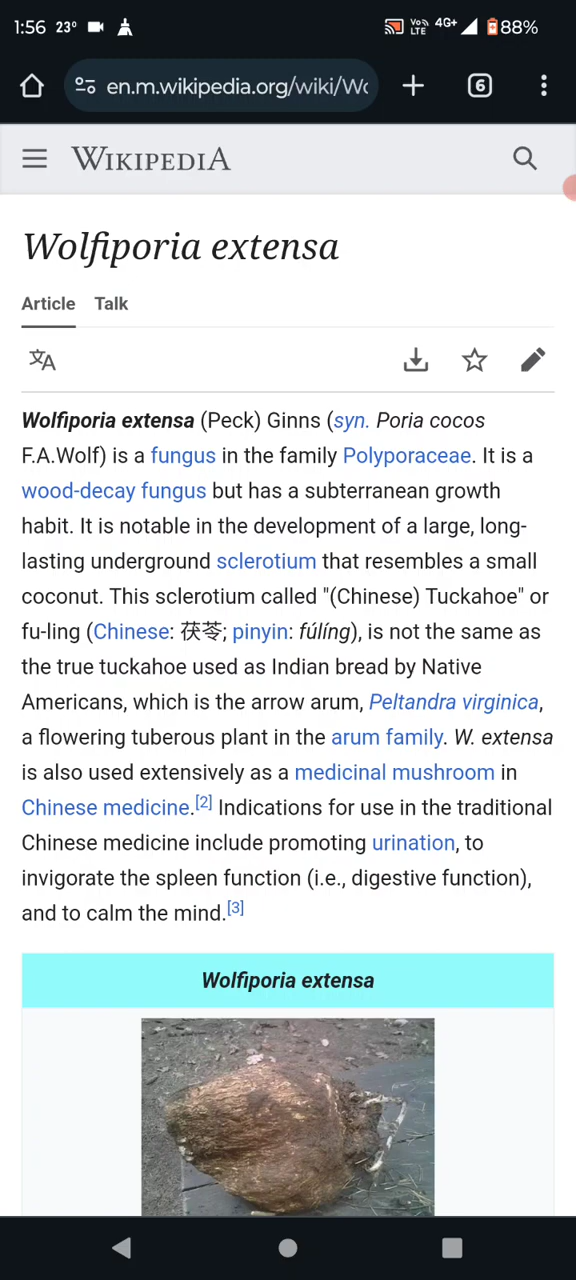 1:56 23° Vo) LTE 4G+ 88%
en.m.wikipedia.org/wiki/Wo 6
WIKIPEDIA
Wolfiporia extensa
Article Talk
文A
Wolfiporia extensa (Peck) Ginns (syn. Poria cocos
F.A.Wolf) is a fungus in the family Polyporaceae. It is a
wood-decay fungus but has a subterranean growth
habit. It is notable in the development of a large, long-
lasting underground sclerotium that resembles a small
coconut. This sclerotium called "(Chinese) Tuckahoe" or
fu-ling (Chinese: 茯苓; pinyin: fúlíng), is not the same as
the true tuckahoe used as Indian bread by Native
Americans, which is the arrow arum, Peltandra virginica,
a flowering tuberous plant in the arum family. W. extensa
is also used extensively as a medicinal mushroom in
Chinese medicine.[2] Indications for use in the traditional
Chinese medicine include promoting urination, to
invigorate the spleen function (i.e., digestive function),
and to calm the mind.[3]
Wolfiporia extensa